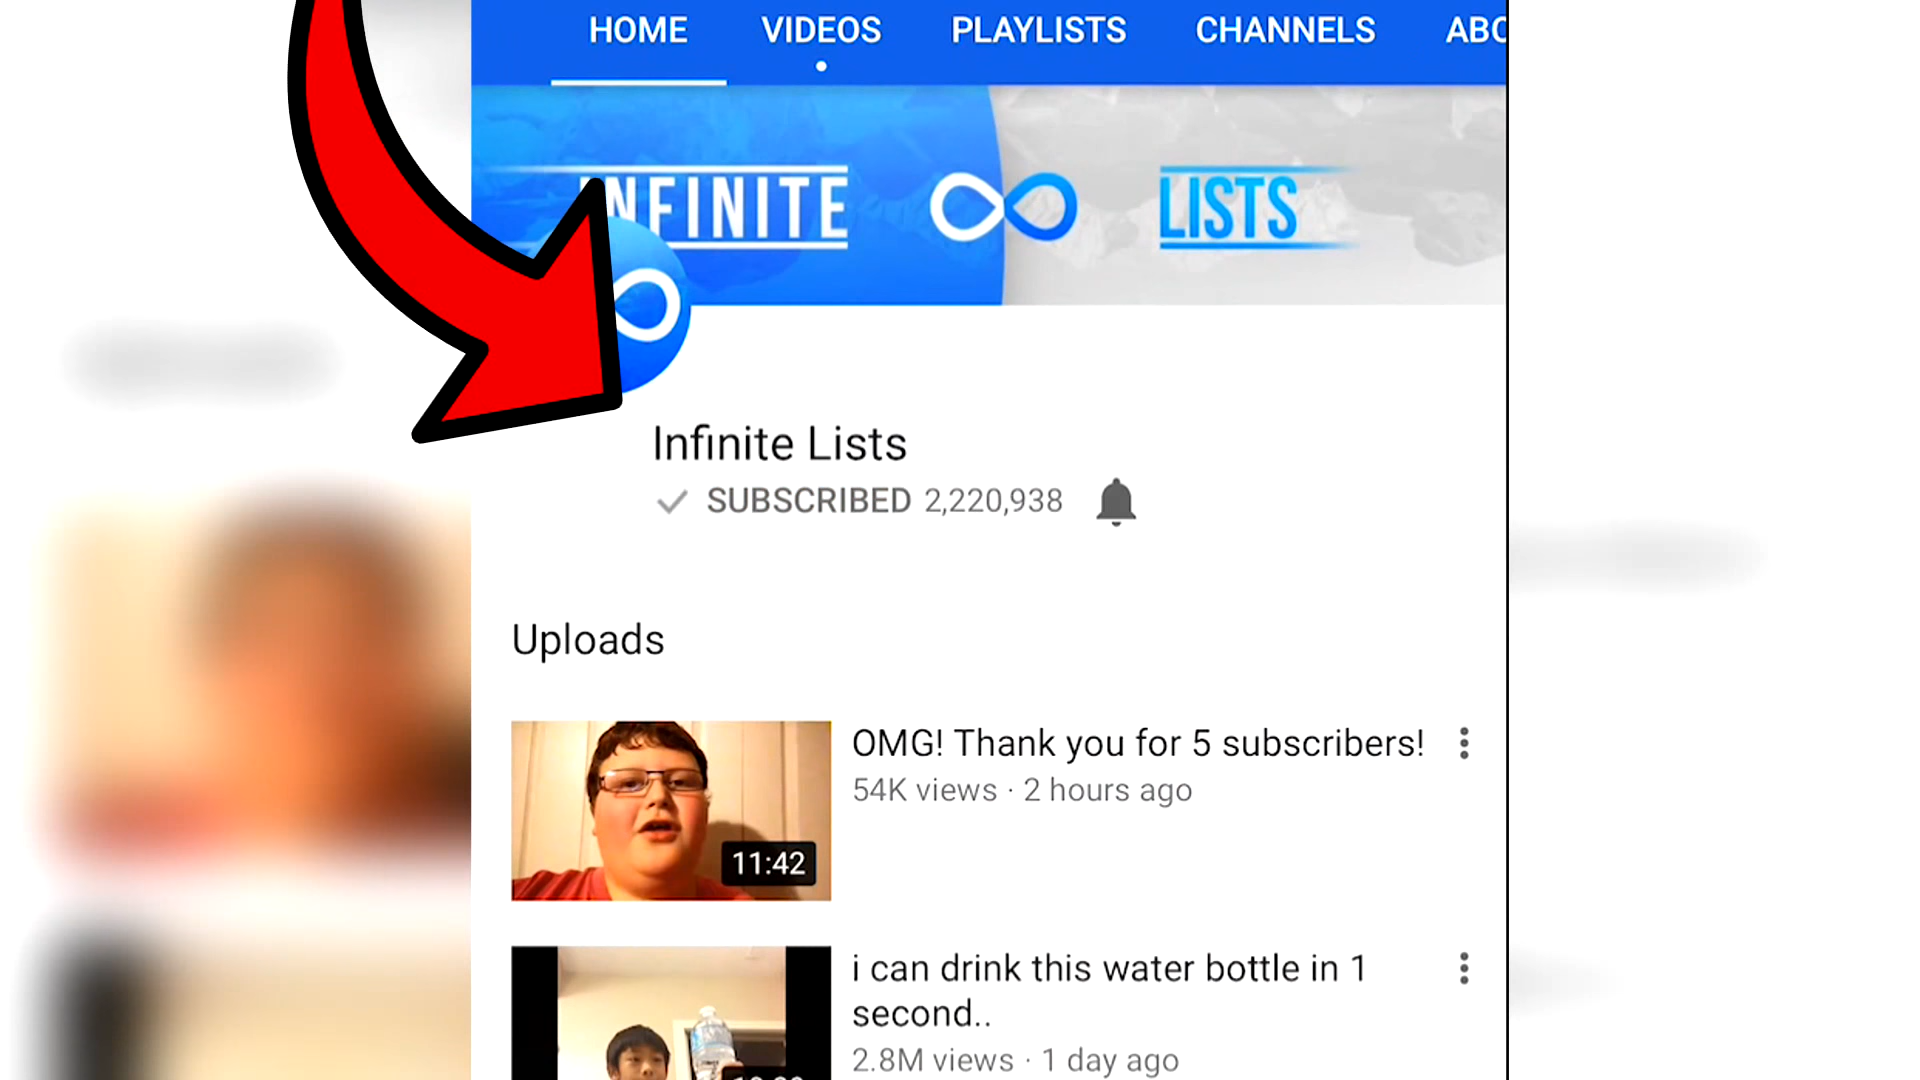 HOME VIDEOS PLAYLISTS CHANNELS ABO
INFINITE LISTS
Infinite Lists
SUBSCRIBED 2,220,938
Uploads
OMG! Thank you for 5 subscribers!
54K views · 2 hours ago
11:42
i can drink this water bottle in 1
second..
2.8M views · 1 day ago